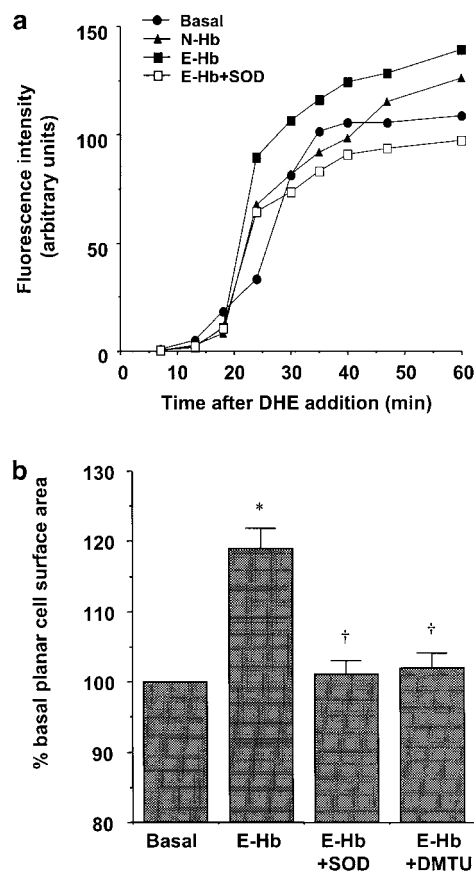 a
Basal
N-Hb
E-Hb
E-Hb+SOD
Fluorescence intensity
(arbitrary units)
150
100
50
0
0 10 20 30 40 50 60
Time after DHE addition (min)
b
% basal planar cell surface area
130
120
110
100
90
80
*
†
†
Basal
E-Hb
E-Hb
+SOD
E-Hb
+DMTU